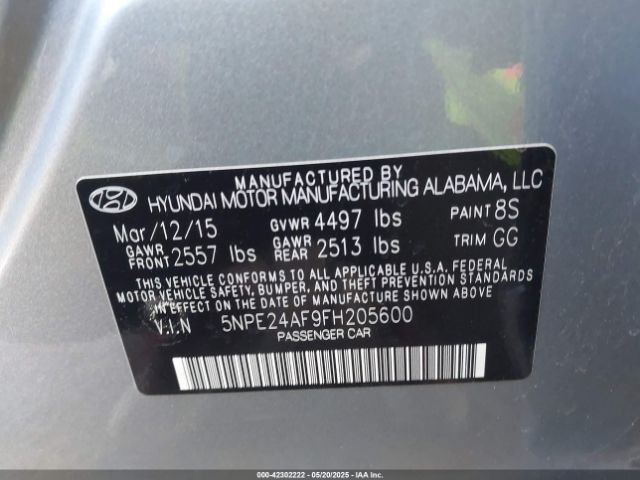 MANUFACTURED BY
HYUNDAI MOTOR MANUFACTURING ALABAMA, LLC
Mar/12/15 GVWR 4497 lbs PAINT 8S
GAWR FRONT 2557 lbs GAWR REAR 2513 lbs TRIM GG
THIS VEHICLE CONFORMS TO ALL APPLICABLE U.S.A. FEDERAL
MOTOR VEHICLE SAFETY, BUMPER, AND THEFT PREVENTION STANDARDS
IN EFFECT ON THE DATE OF MANUFACTURE SHOWN ABOVE.
V.I.N 5NPE24AF9FH205600
PASSENGER CAR
000-42302222 - 05/20/2025 - IAAI.COM